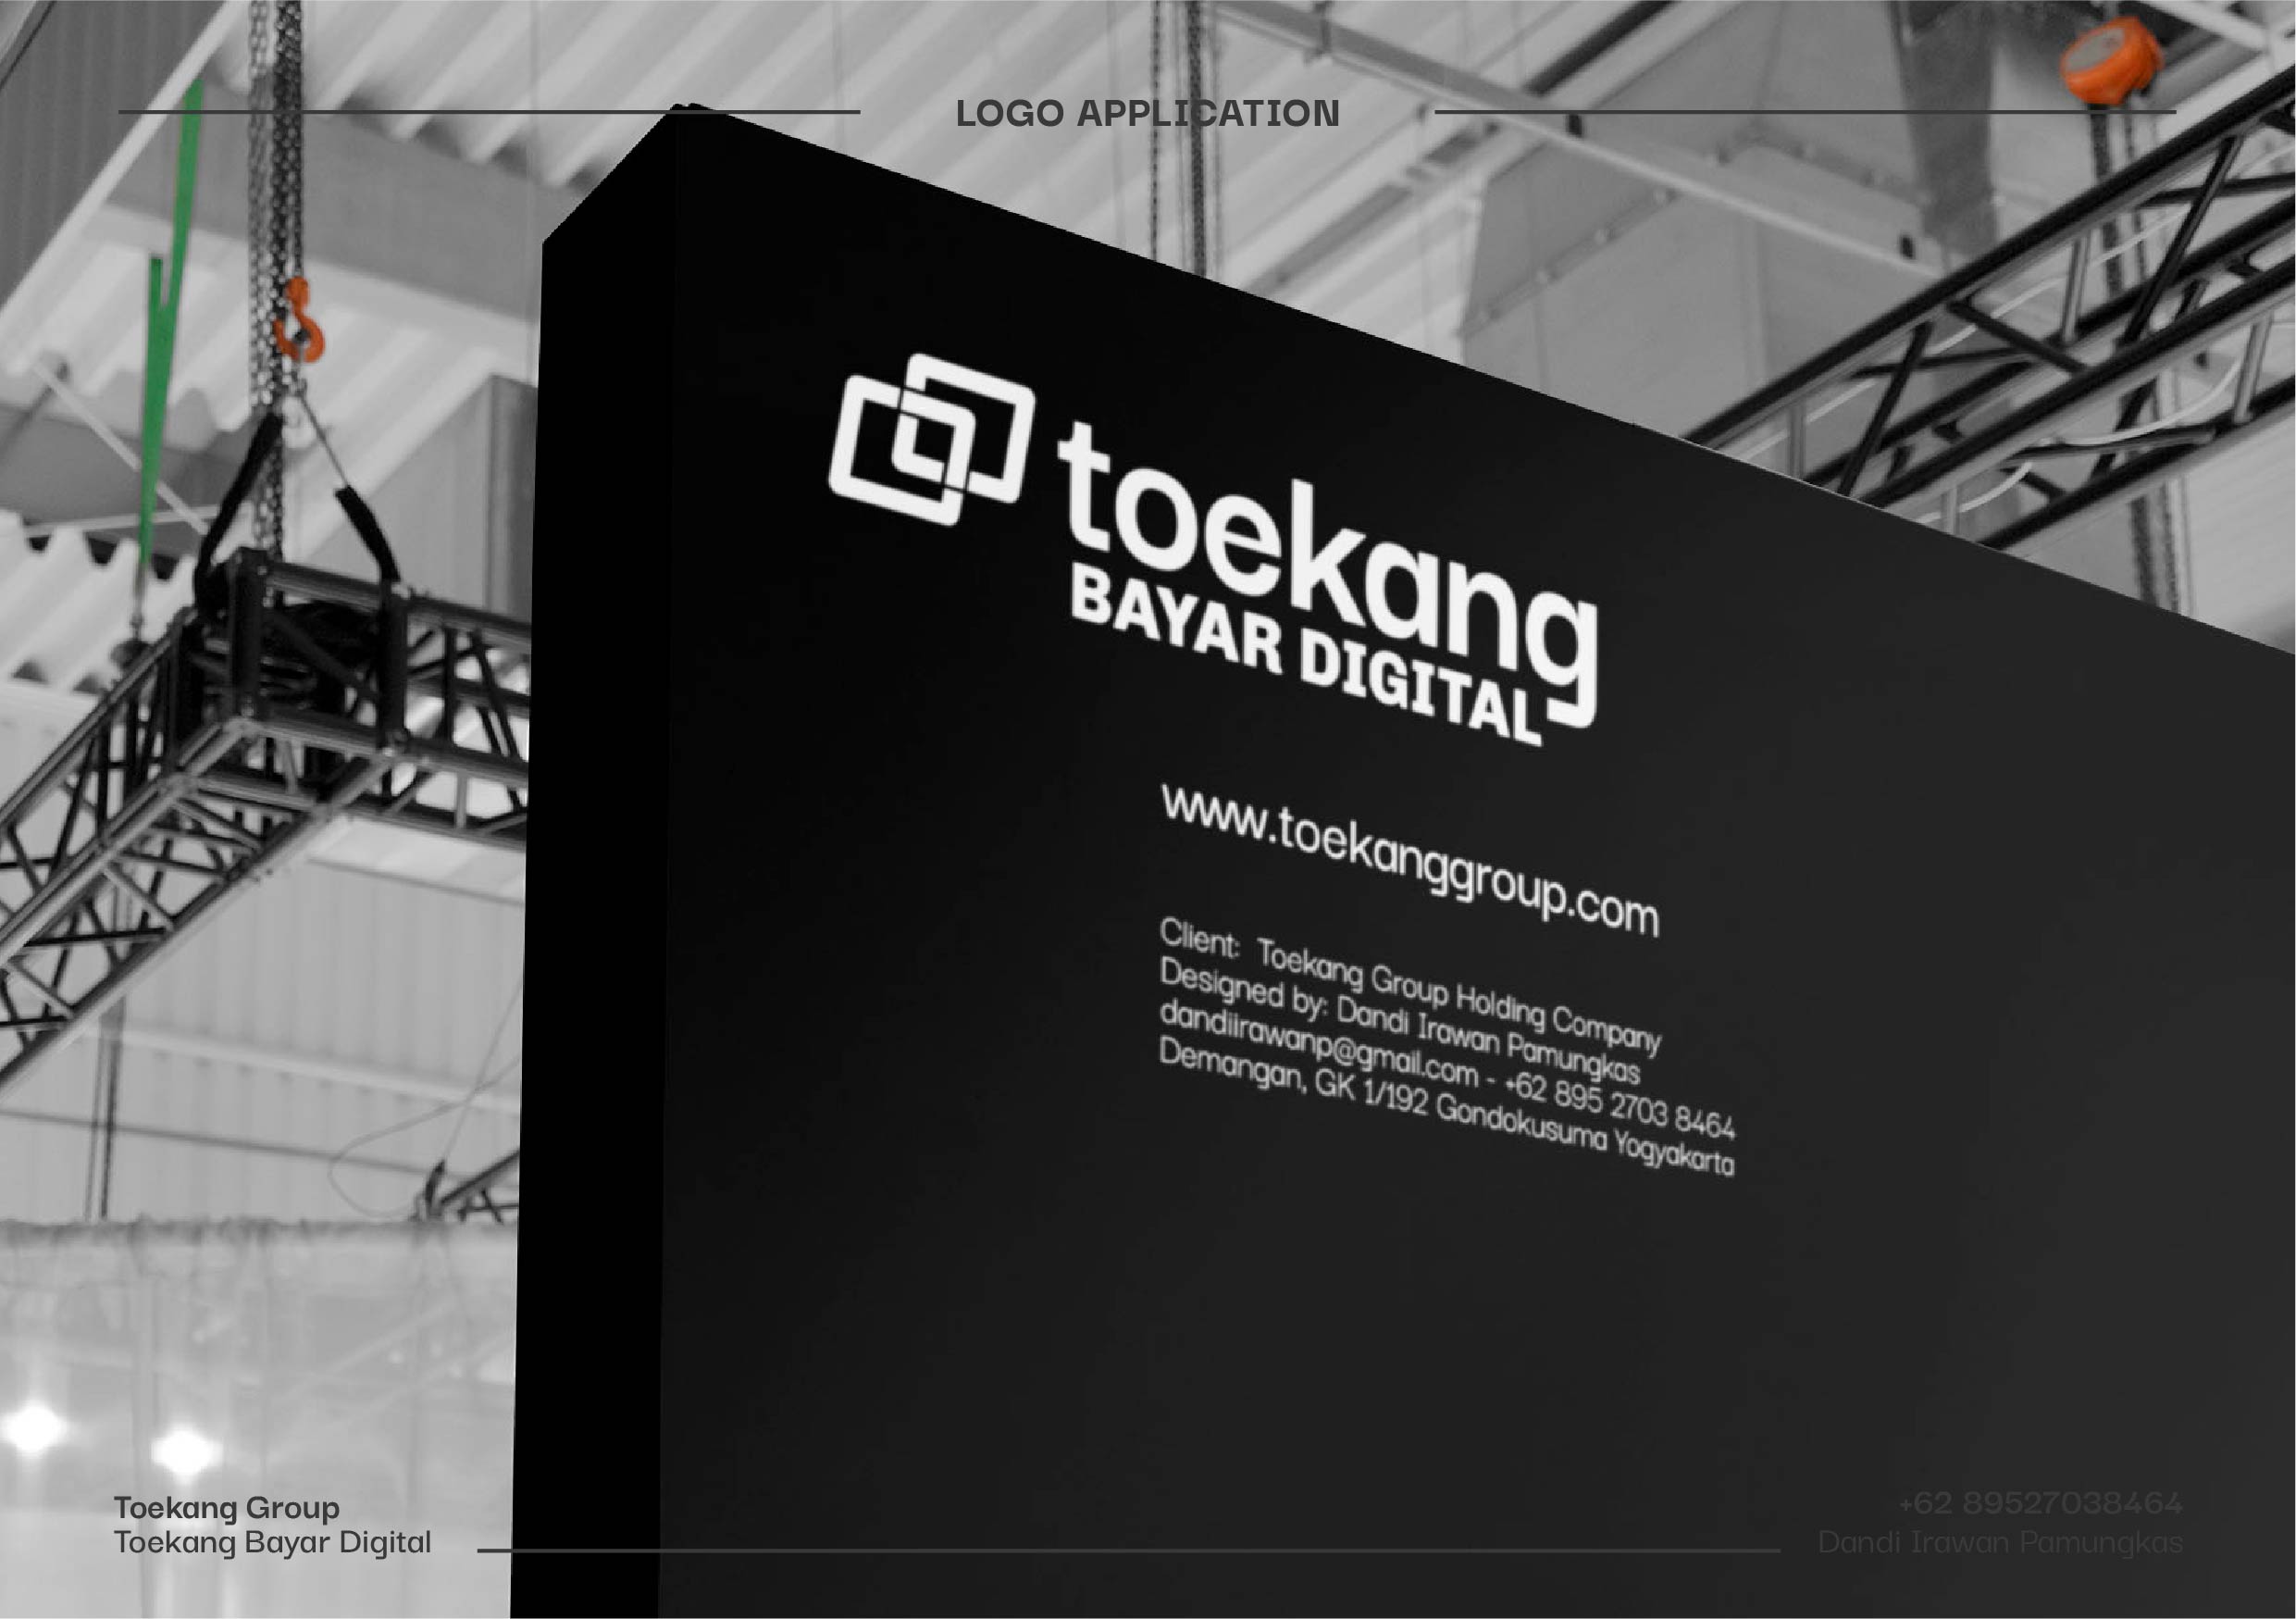 LOGO APPLICATION
toekang
BAYAR DIGITAL
www.toekanggroup.com
Client: Toekang Group Holding Company
Designed by: Dandi Irawan Pamungkas
dandiirawanp@gmail.com - +62 895 2703 8464
Demangan, GK 1/192 Gondokusuma Yogyakarta
Toekang Group
Toekang Bayar Digital
+62 89527038464
Dandi Irawan Pamungkas